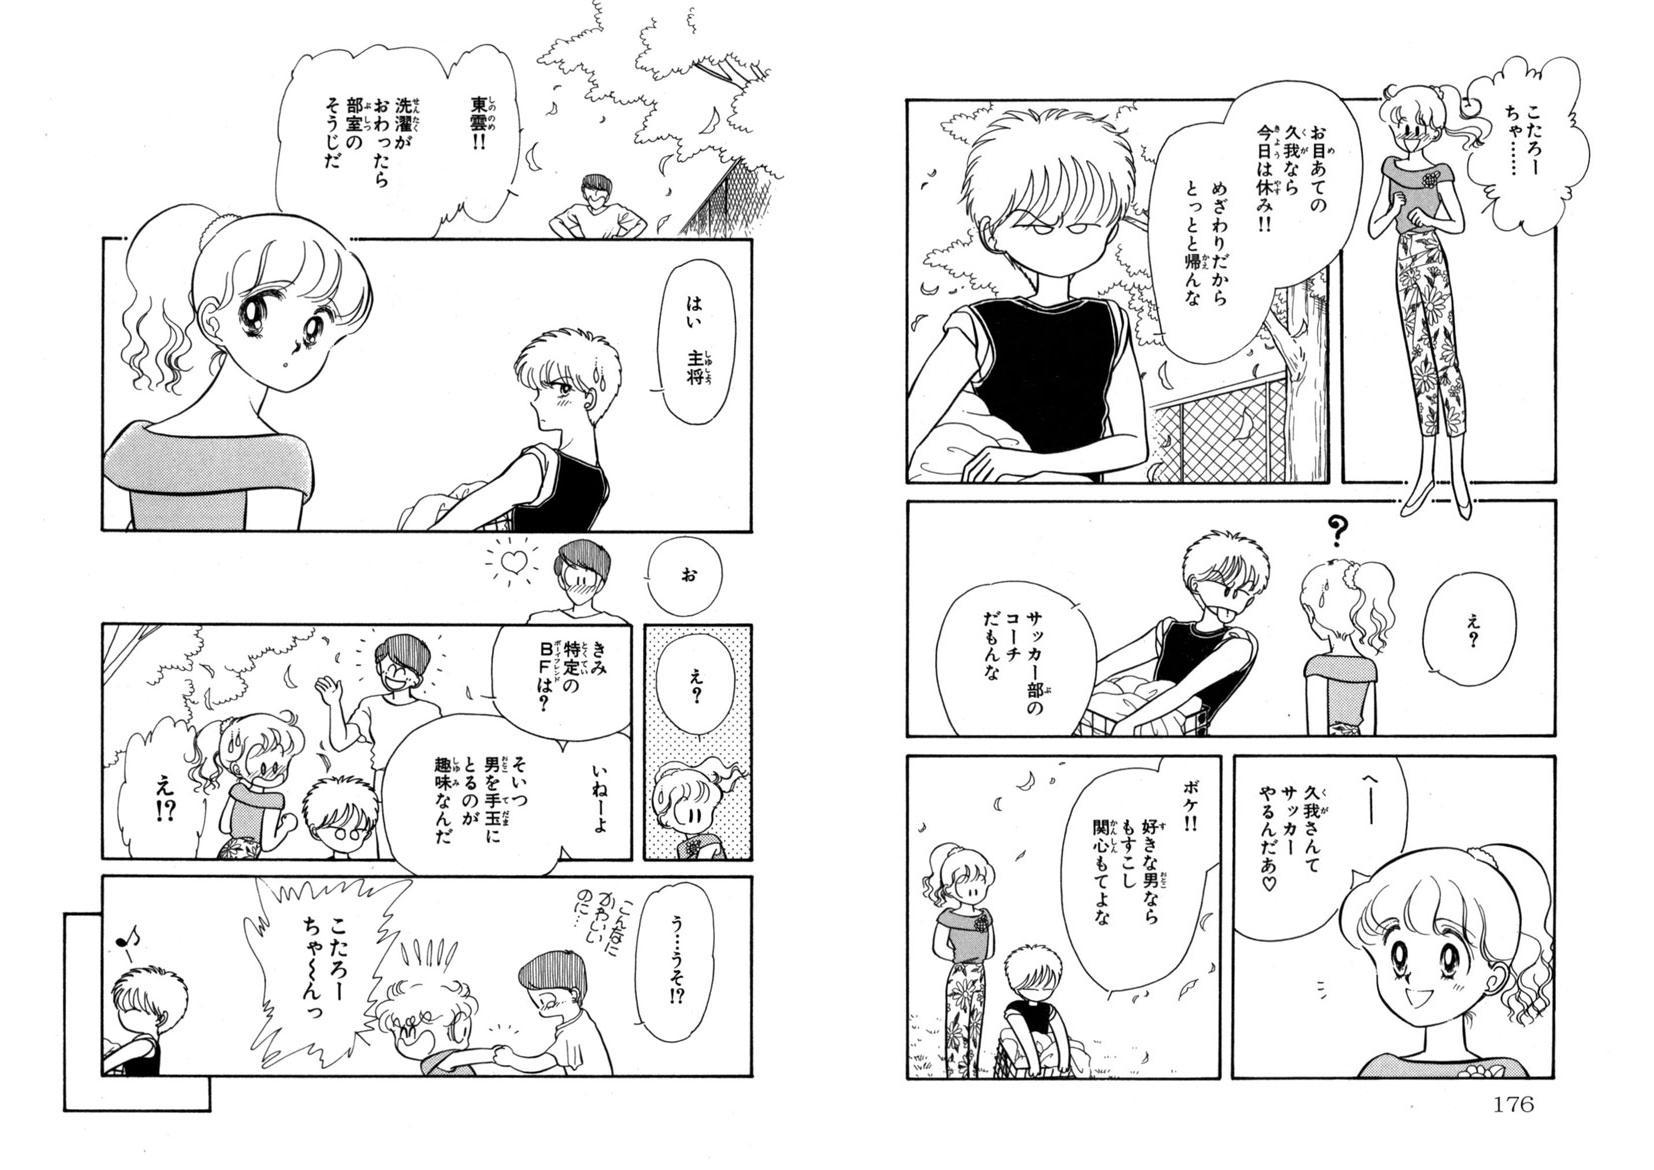 こたろー
ちゃ……
お目あての
久我なら
今日は休み!!
めざわりだから
とっとと帰んな
え?
?
サッカー部の
コーチ
だもんな
へー
久我さんて
サッカー
やるんだあ♡
ボケ!!
好きな男なら
もすこし
関心もてよな
176
東雲!!
洗濯が
おわったら
部室の
そうじだ
はい 主将
お
え?
きみ
特定の
BFは?
いねーよ
そいつ
男を手玉に
とるのが
趣味なんだ
え!?
う…うそ!?
こんなに
かわいい
のに…
こたろー
ちゃ〜んっ
♪